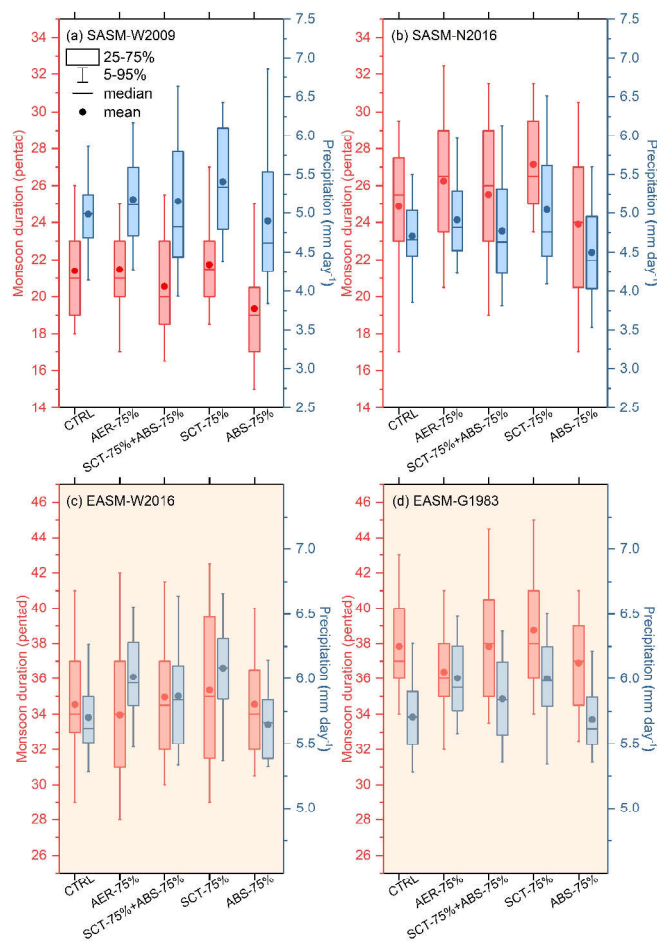 (a) SASM-W2009
25-75%
5-95%
median
mean
34
32
30
28
26
24
22
20
18
16
14
Monsoon duration (pentad)
7.5
7.0
6.5
6.0
5.5
5.0
4.5
4.0
3.5
3.0
2.5
Precipitation (mm day-1)
CTRL
AER-75%
SCT-75%+ABS-75%
SCT-75%
ABS-75%
(b) SASM-N2016
34
32
30
28
26
24
22
20
18
16
14
Monsoon duration (pentad)
7.5
7.0
6.5
6.0
5.5
5.0
4.5
4.0
3.5
3.0
2.5
Precipitation (mm day-1)
CTRL
AER-75%
SCT-75%+ABS-75%
SCT-75%
ABS-75%
(c) EASM-W2016
46
44
42
40
38
36
34
32
30
28
26
Monsoon duration (pentad)
7.0
6.5
6.0
5.5
5.0
Precipitation (mm day-1)
CTRL
AER-75%
SCT-75%+ABS-75%
SCT-75%
ABS-75%
(d) EASM-G1983
46
44
42
40
38
36
34
32
30
28
26
Monsoon duration (pentad)
7.0
6.5
6.0
5.5
5.0
Precipitation (mm day-1)
CTRL
AER-75%
SCT-75%+ABS-75%
SCT-75%
ABS-75%